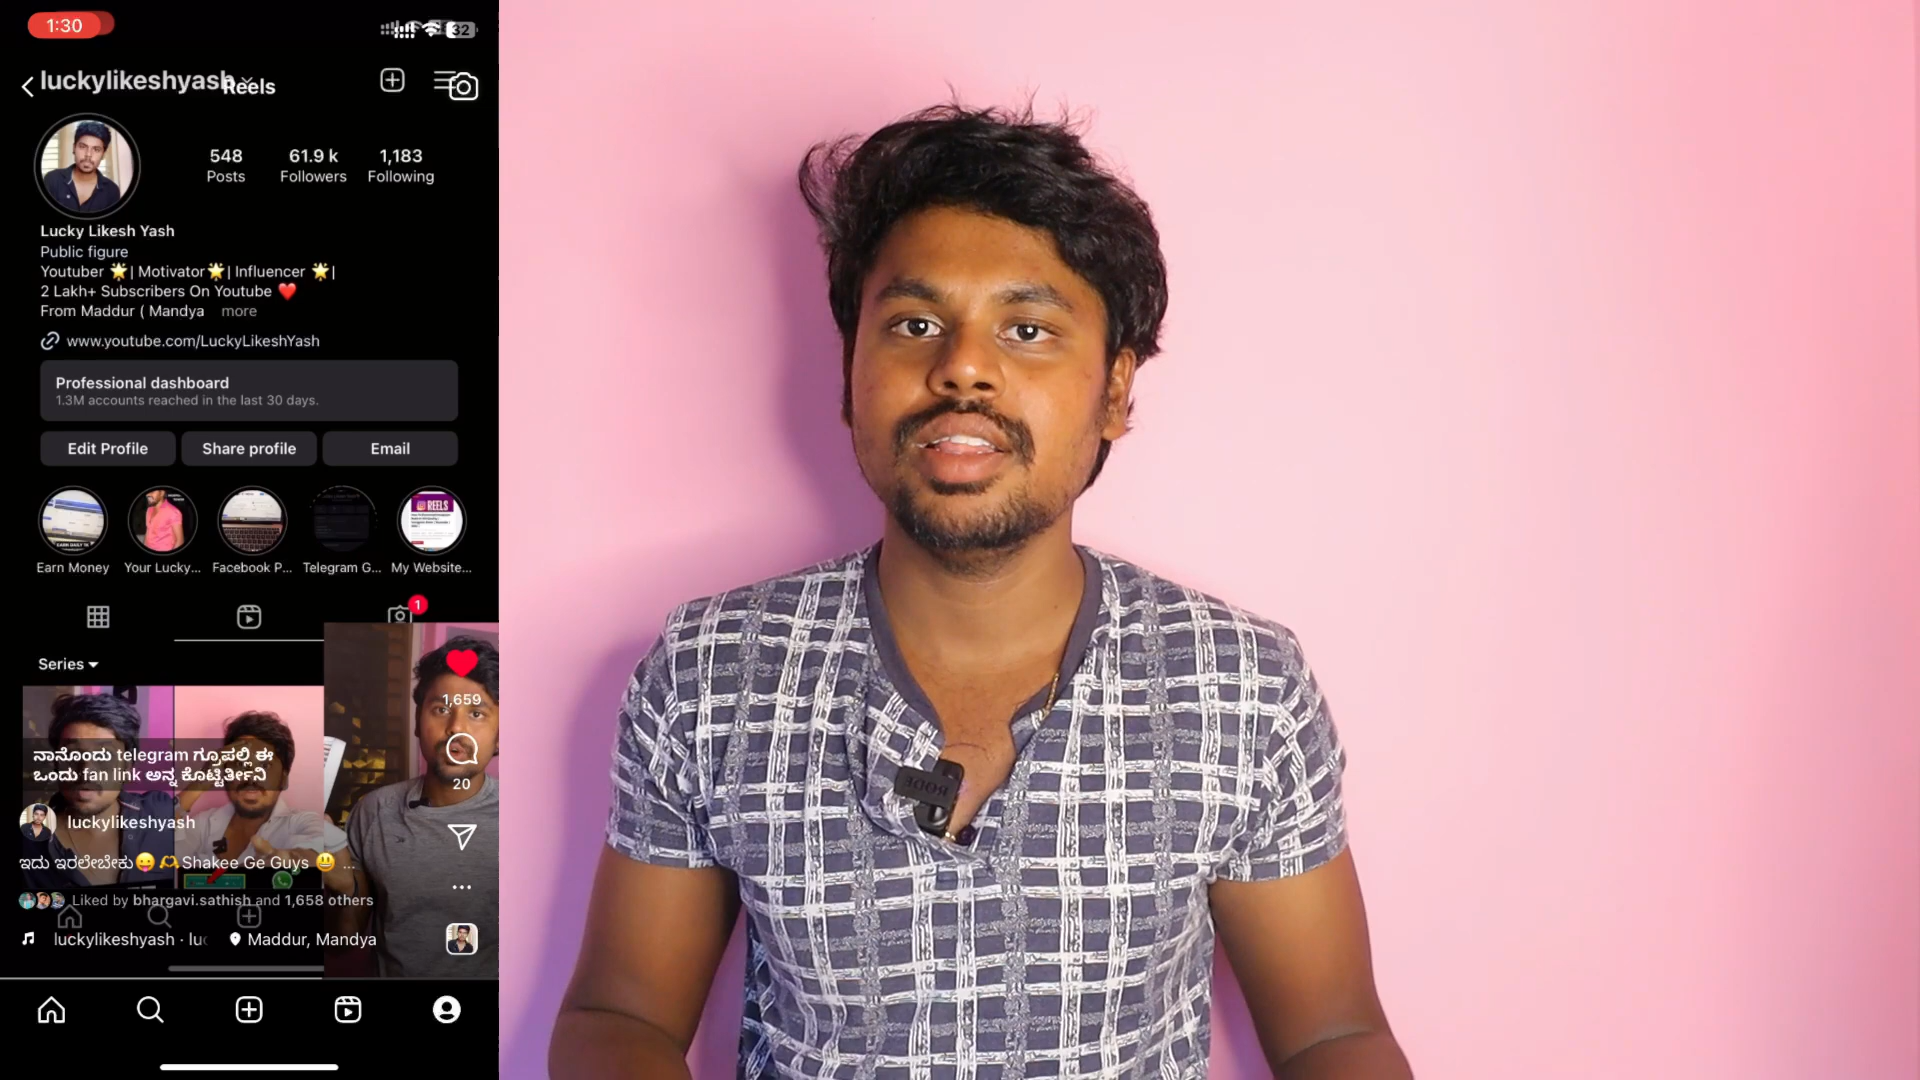 1:30
32
luckylikeshyash
Reels
548
61.9 k
1,183
Posts
Followers
Following
Lucky Likesh Yash
Public figure
Youtuber 🌟| Motivator🌟| Influencer 🌟|
2 Lakh+ Subscribers On Youtube ❤️
From Maddur ( Mandya more
www.youtube.com/LuckyLikeshYash
Professional dashboard
1.3M accounts reached in the last 30 days.
Edit Profile
Share profile
Email
REELS
Earn Money
Your Lucky...
Facebook P...
Telegram G...
My Website...
1
Series
1,659
ನಾನೊಂದು telegram ಗ್ರೂಪಲ್ಲಿ ಈ
ಒಂದು fan link ಅನ್ನ ಕೊಟ್ಟಿರ್ತೀನಿ
20
luckylikeshyash
ಇದು ಇರಲೇಬೇಕು😛🫶Shakee Ge Guys 😃 ...
Liked by bhargavi.sathish and 1,658 others
luckylikeshyash · luc
Maddur, Mandya
RODE